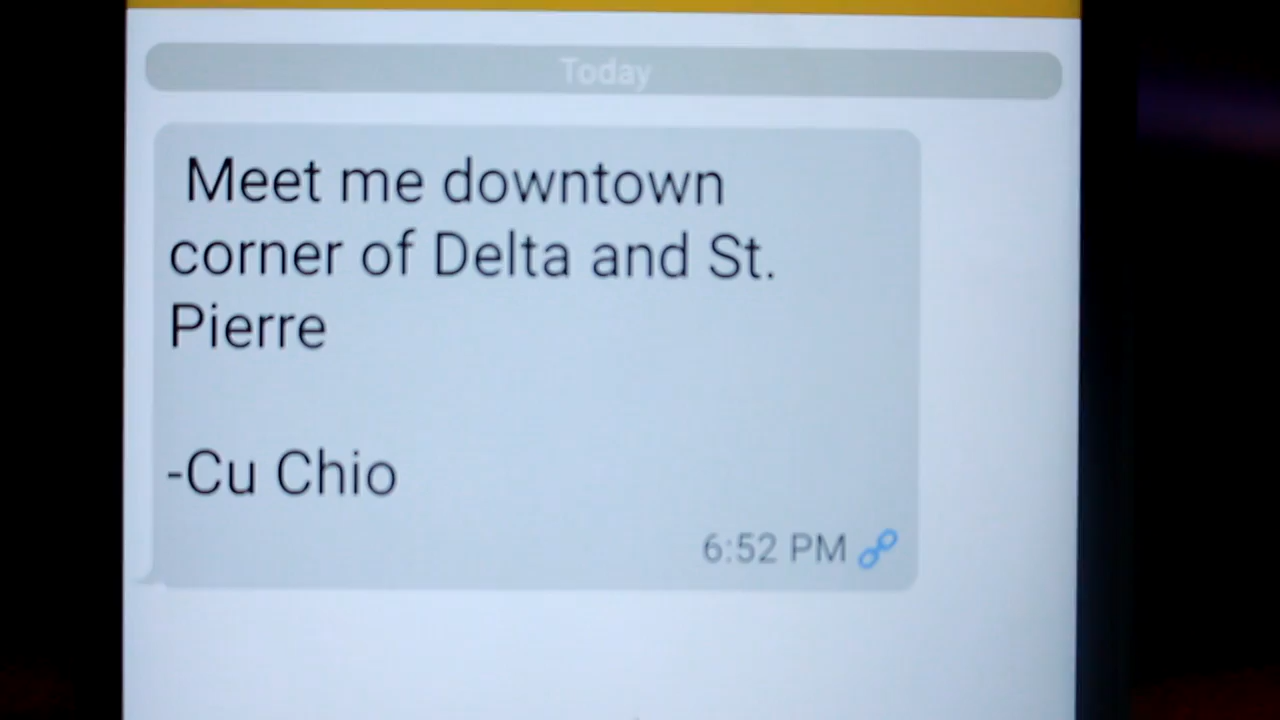 Today
Meet me downtown
corner of Delta and St.
Pierre
-Cu Chio
6:52 PM